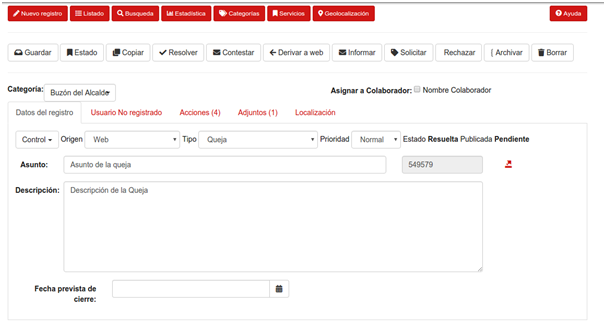 Nuevo registro Listado Busqueda Estadística Categorías Servicios Geolocalización Ayuda
Guardar Estado Copiar Resolver Contestar Derivar a web Informar Solicitar Rechazar [ Archivar Borrar
Categoría: Buzón del Alcalde Asignar a Colaborador: Nombre Colaborador
Datos del registro Usuario No registrado Acciones (4) Adjuntos (1) Localización
Control Origen Web Tipo Queja Prioridad Normal Estado Resuelta Publicada Pendiente
Asunto: Asunto de la queja 549579
Descripción: Descripción de la Queja
Fecha prevista de
cierre: